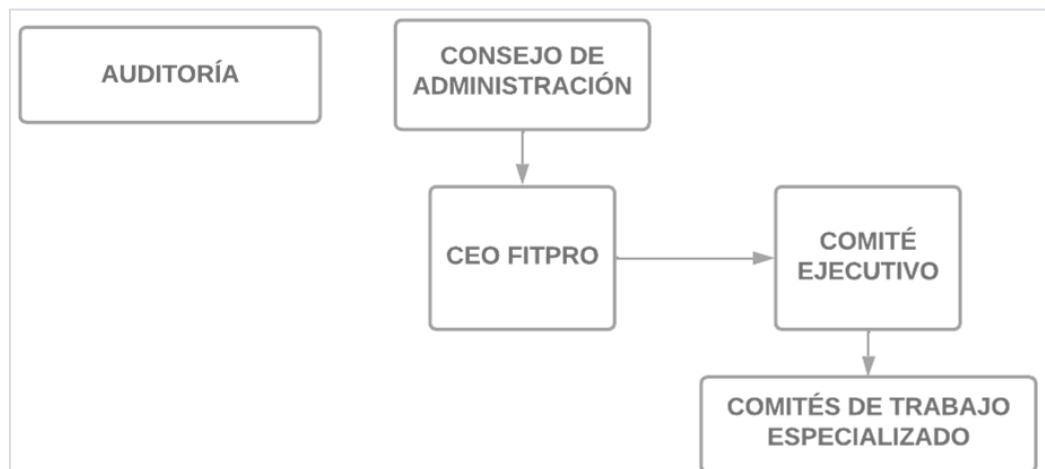 AUDITORÍA
CONSEJO DE
ADMINISTRACIÓN
CEO FITPRO
COMITÉ
EJECUTIVO
COMITÉS DE TRABAJO
ESPECIALIZADO